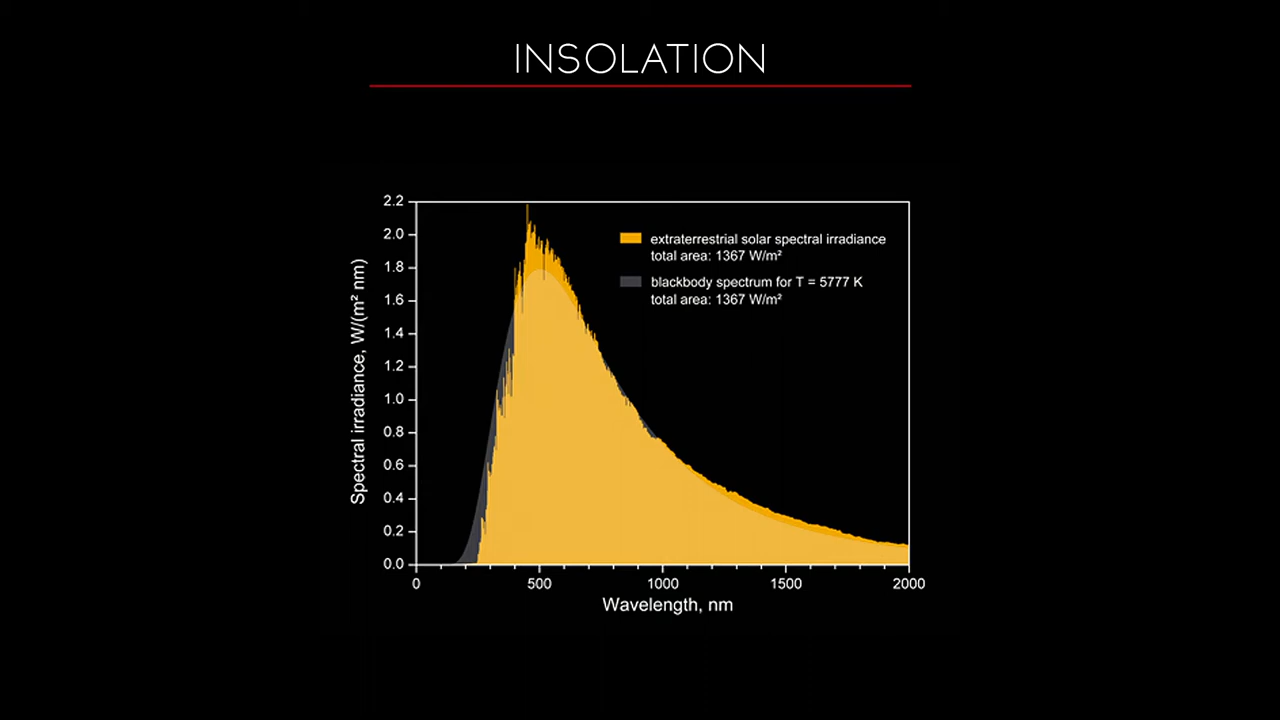 INSOLATION
2.2
2.0
1.8
1.6
1.4
1.2
1.0
0.8
0.6
0.4
0.2
0.0
Spectral irradiance, W/(m² nm)
extraterrestrial solar spectral irradiance
total area: 1367 W/m²
blackbody spectrum for T = 5777 K
total area: 1367 W/m²
0 500 1000 1500 2000
Wavelength, nm